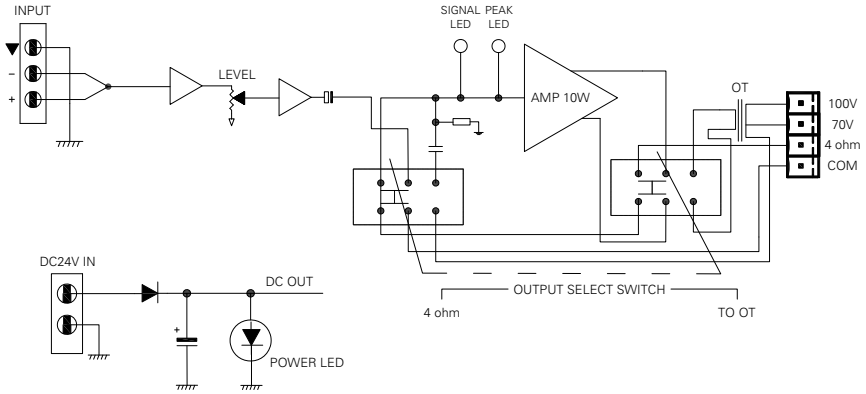 INPUT
−
+
LEVEL
SIGNAL LED
PEAK LED
AMP 10W
OT
100V
70V
4 ohm
COM
DC24V IN
DC OUT
+
POWER LED
OUTPUT SELECT SWITCH
4 ohm
TO OT